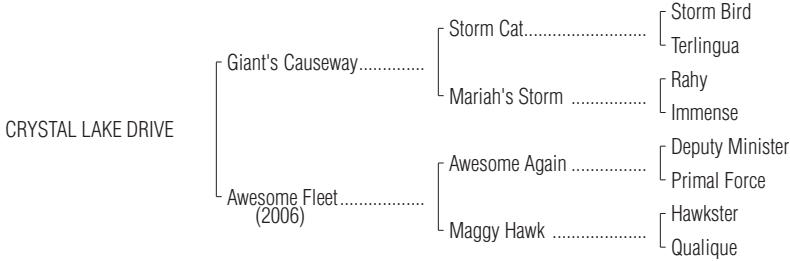 Storm Bird
Storm Cat..........................
Terlingua
Giant's Causeway..............
Rahy
Mariah's Storm ................
Immense
CRYSTAL LAKE DRIVE
Deputy Minister
Awesome Again ................
Primal Force
Awesome Fleet..................
(2006)
Hawkster
Maggy Hawk ....................
Qualique